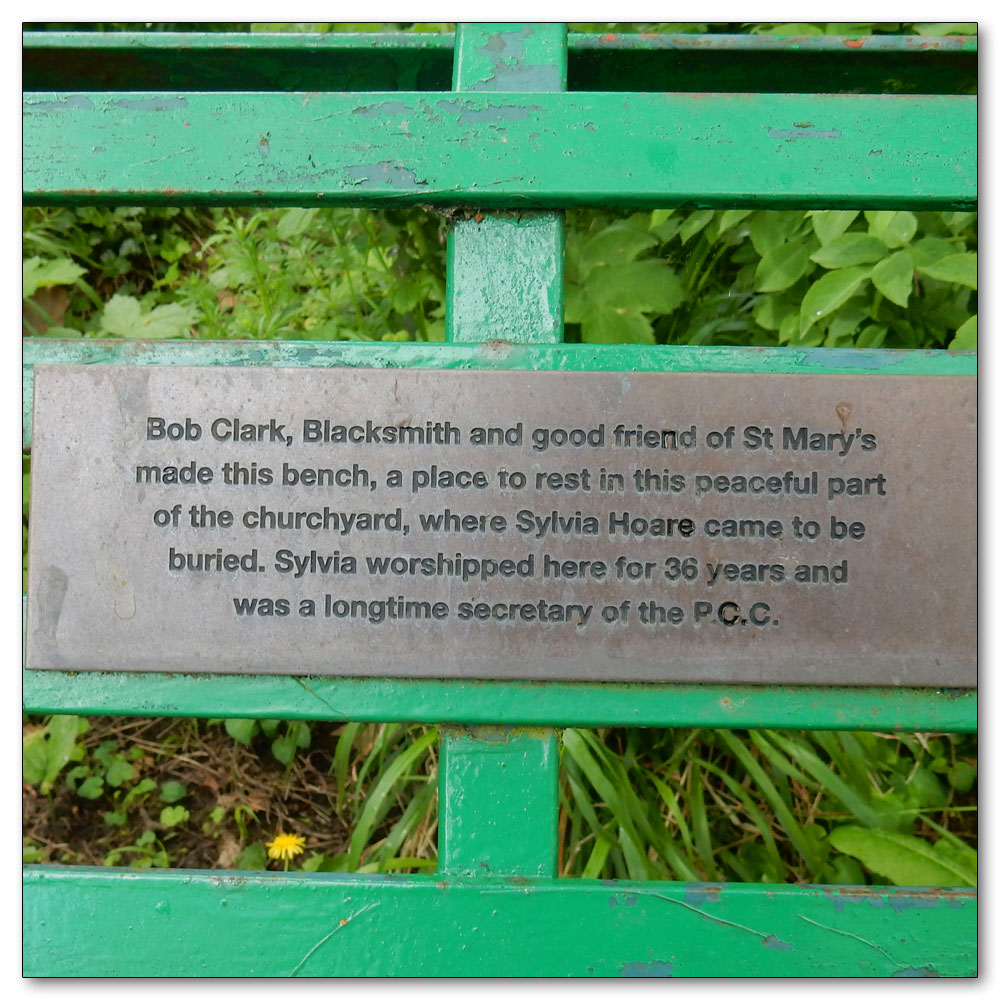 Bob Clark, Blacksmith and good friend of St Mary's
made this bench, a place to rest in this peaceful part
of the churchyard, where Sylvia Hoare came to be
buried. Sylvia worshipped here for 36 years and
was a longtime secretary of the P.C.C.